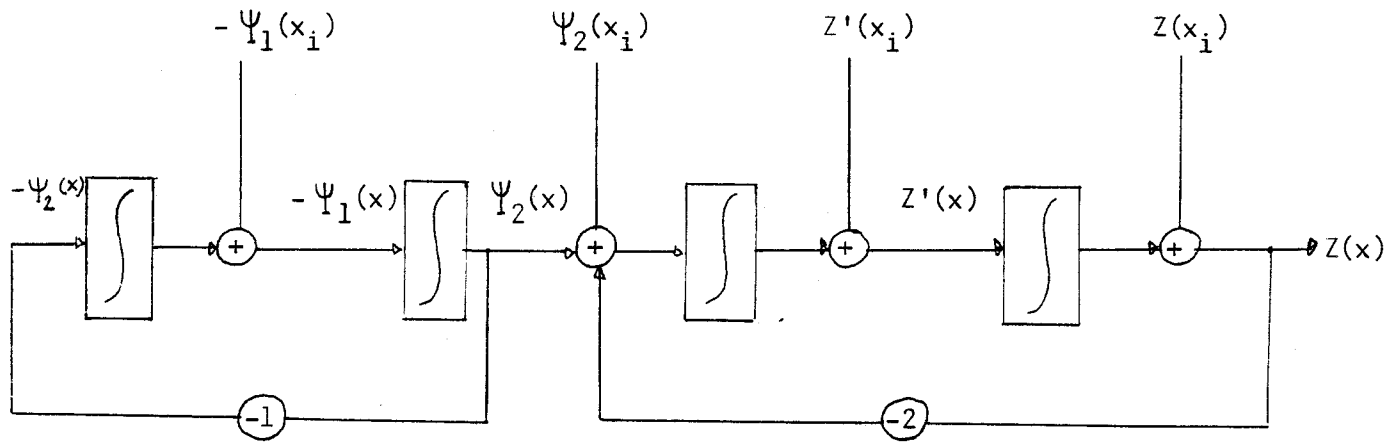 - Ψ₁(xᵢ)
Ψ₂(xᵢ)
Z'(xᵢ)
Z(xᵢ)
-Ψ₂(x)
- Ψ₁(x)
Ψ₂(x)
+
+
Z'(x)
+
+
Z(x)
-1
-2